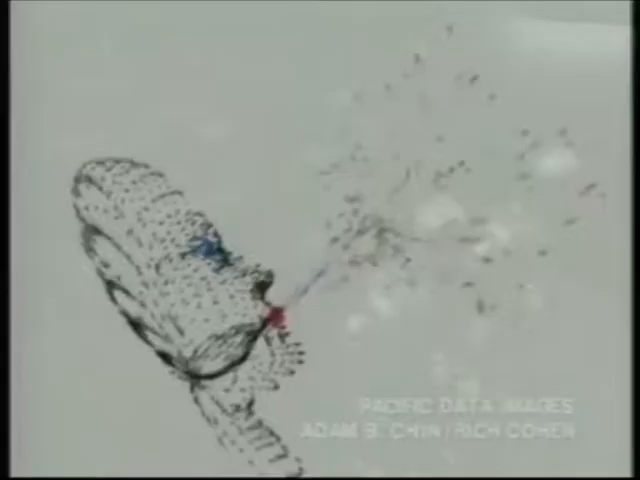 PACIFIC DATA IMAGES
ADAM B. CHIN / RICH COHEN